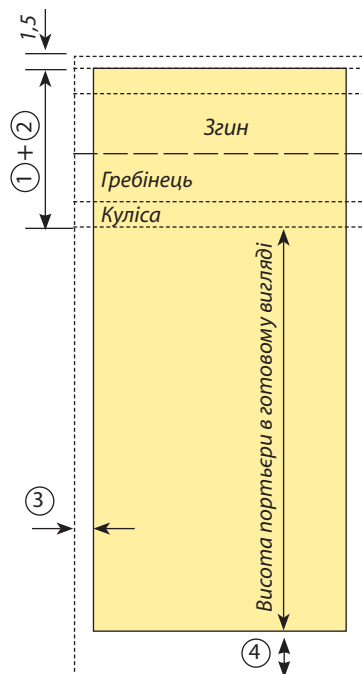 1,5
Згин
① + ②
Гребінець
Куліса
Висота портьєри в готовому вигляді
③
④